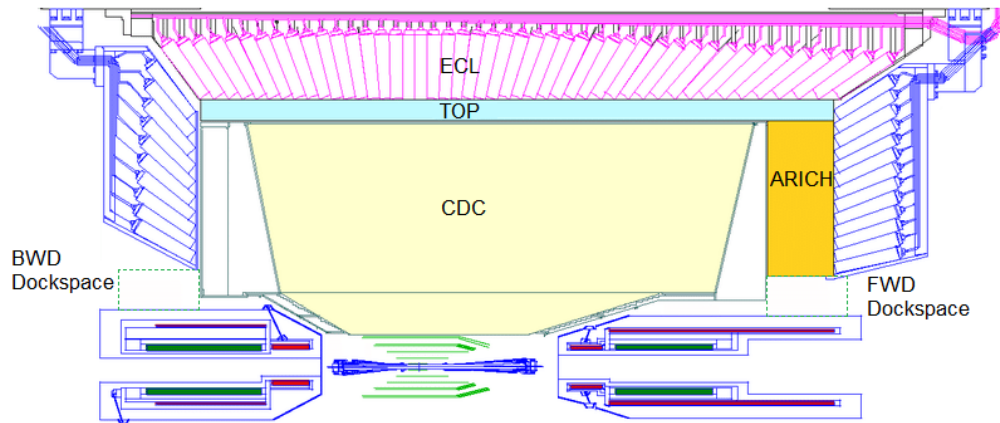 ECL
TOP
CDC
ARICH
BWD
Dockspace
FWD
Dockspace